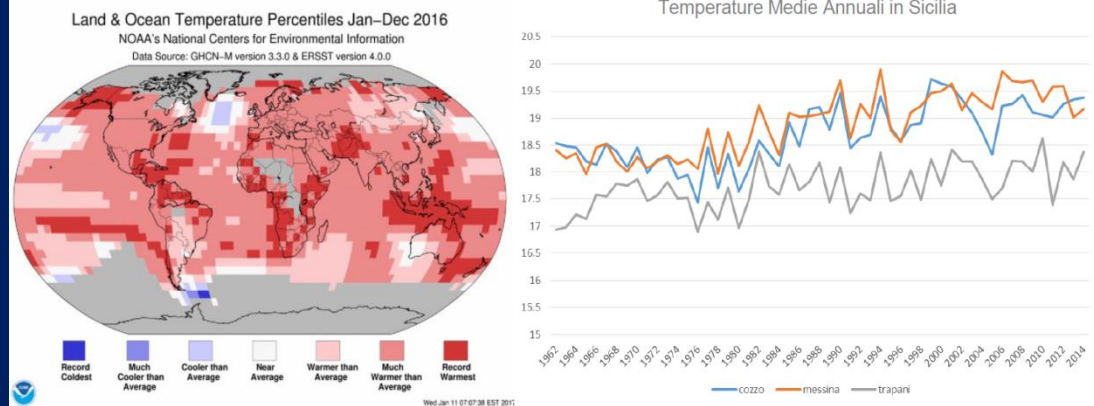 Land & Ocean Temperature Percentiles Jan–Dec 2016
NOAA's National Centers for Environmental Information
Data Source: GHCN–M version 3.3.0 & ERSST version 4.0.0
Record Coldest
Much Cooler than Average
Cooler than Average
Near Average
Warmer than Average
Much Warmer than Average
Record Warmest
Wed Jan 11 07:07:38 EST 2017
Temperature Medie Annuali in Sicilia
20.5
20
19.5
19
18.5
18
17.5
17
16.5
16
15.5
15
1962 1964 1966 1968 1970 1972 1974 1976 1978 1980 1982 1984 1986 1988 1990 1992 1994 1996 1998 2000 2002 2004 2006 2008 2010 2012 2014
cozzo messina trapani